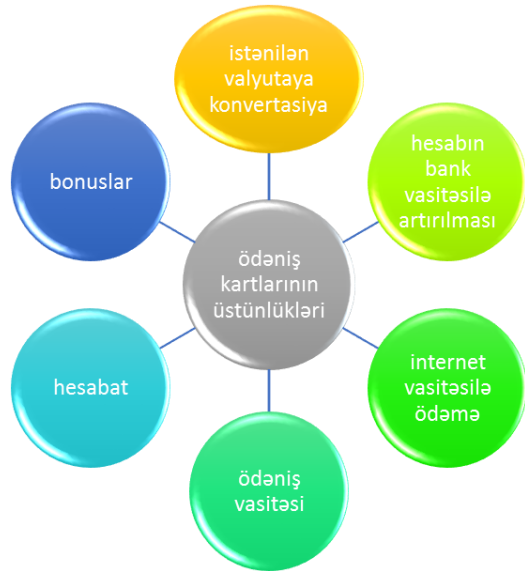 istənilən
valyutaya
konvertasiya
hesabın
bank
vasitəsilə
artırılması
internet
vasitəsilə
ödəmə
ödəniş
vasitəsi
hesabat
bonuslar
ödəniş
kartlarının
üstünlükləri